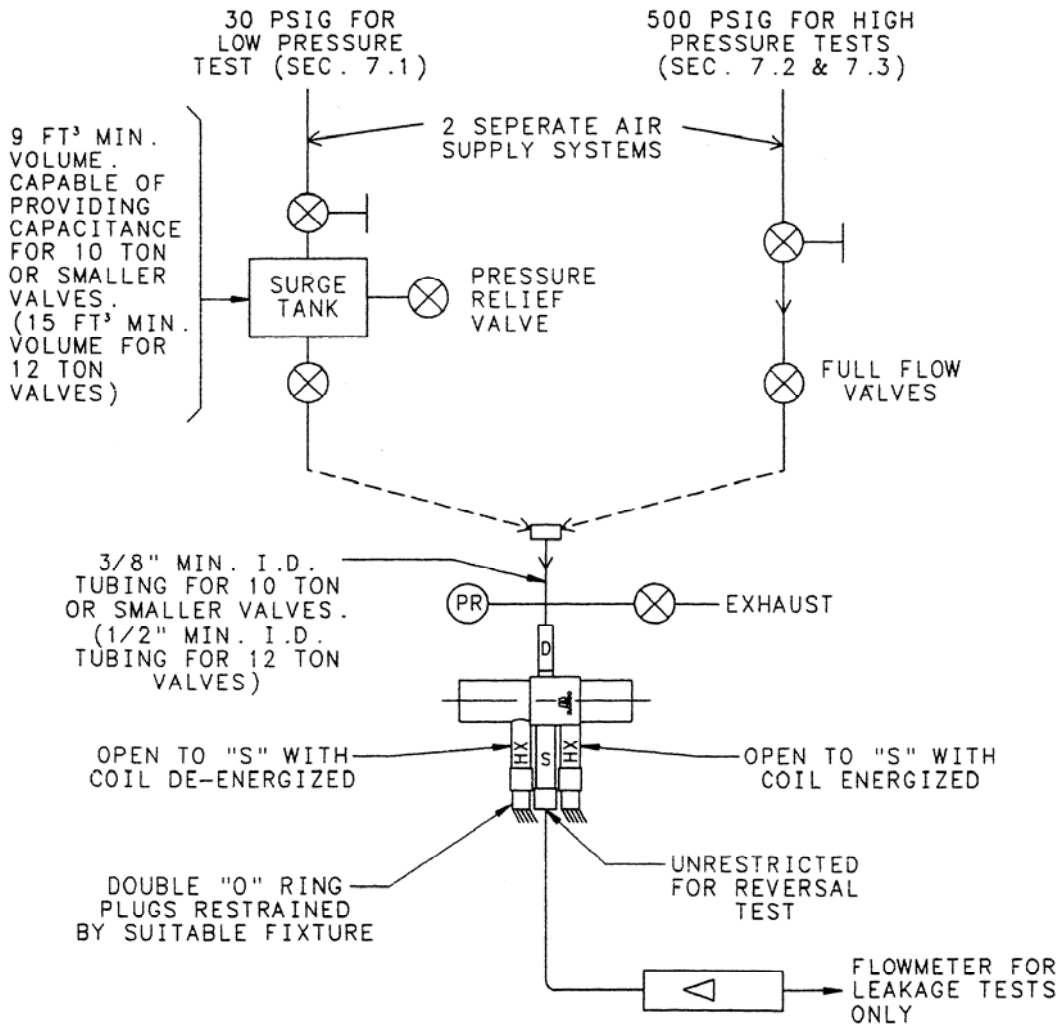 30 PSIG FOR
LOW PRESSURE
TEST (SEC. 7.1)
500 PSIG FOR HIGH
PRESSURE TESTS
(SEC. 7.2 & 7.3)
2 SEPERATE AIR
SUPPLY SYSTEMS
9 FT³ MIN.
VOLUME.
CAPABLE OF
PROVIDING
CAPACITANCE
FOR 10 TON
OR SMALLER
VALVES.
(15 FT³ MIN.
VOLUME FOR
12 TON
VALVES)
SURGE
TANK
PRESSURE
RELIEF
VALVE
FULL FLOW
VALVES
3/8" MIN. I.D.
TUBING FOR 10 TON
OR SMALLER VALVES.
(1/2" MIN. I.D.
TUBING FOR 12 TON
VALVES)
PR
EXHAUST
D
OPEN TO "S" WITH
COIL DE-ENERGIZED
HX
S
HX
OPEN TO "S" WITH
COIL ENERGIZED
DOUBLE "O" RING
PLUGS RESTRAINED
BY SUITABLE FIXTURE
UNRESTRICTED
FOR REVERSAL
TEST
FLOWMETER FOR
LEAKAGE TESTS
ONLY